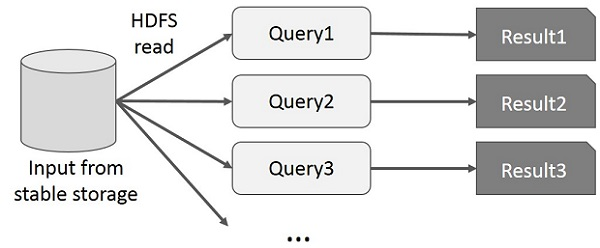 HDFS
read
Query1
Result1
Query2
Result2
Query3
Result3
Input from
stable storage
...